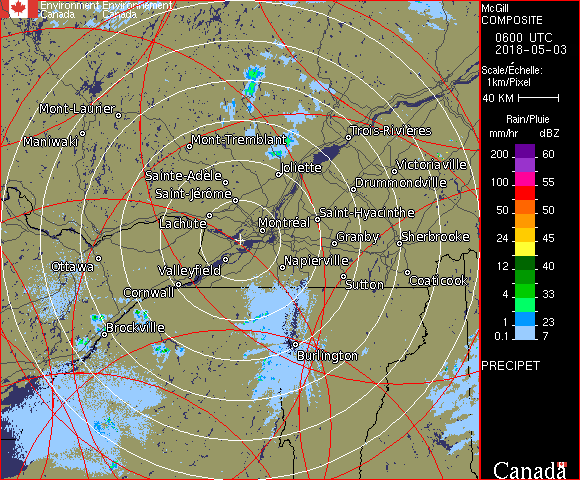 Environment Environnement
Canada Canada
McGill
COMPOSITE
0600 UTC
2018-05-03
Scale/Échelle:
1km/Pixel
40 KM
Rain/Pluie
mm/hr dBZ
200 60
100 55
50 50
24 45
12 40
4 33
1 23
0.1 7
PRECIPET
Canada
Mont-Laurier
Maniwaki
Mont-Tremblant
Trois-Rivières
Joliette
Victoriaville
Sainte-Adèle
Drummondville
Saint-Jérôme
Saint-Hyacinthe
Lachute
Montréal
Granby
Sherbrooke
Ottawa
Valleyfield
Napierville
Sutton
Coaticook
Cornwall
Brockville
Burlington